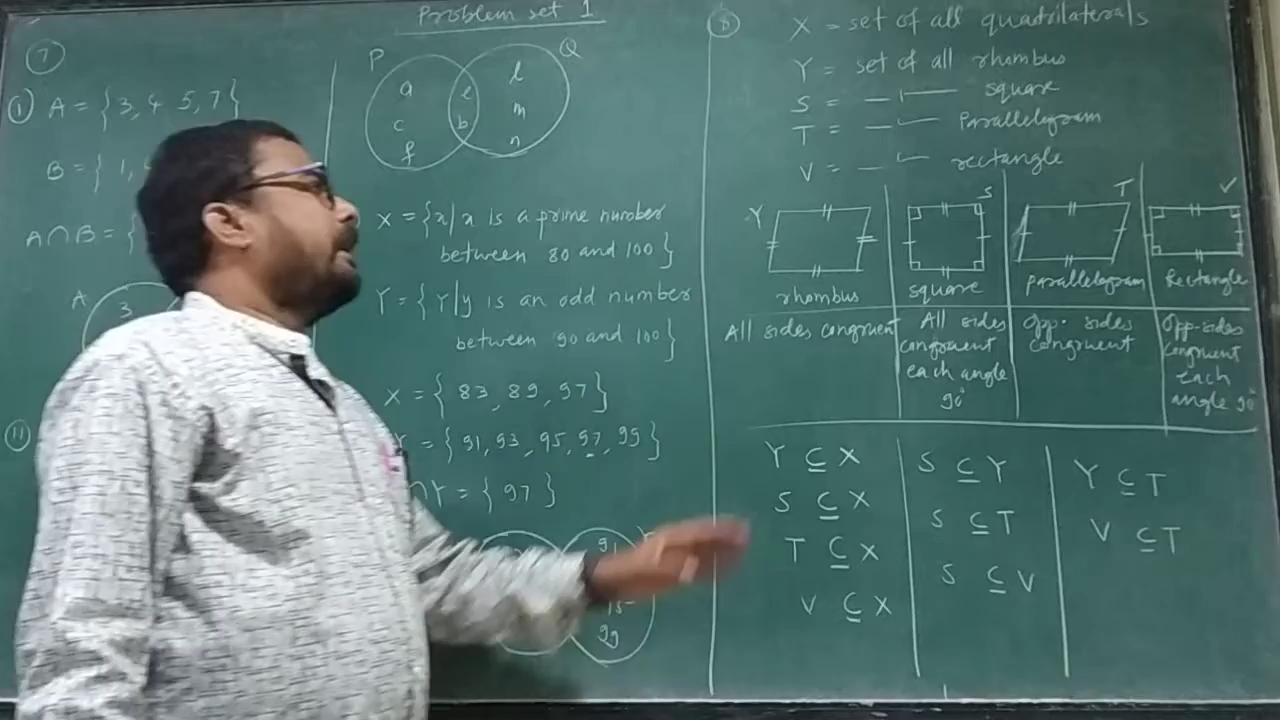 Problem set 1
7
i) A = { 3, 4 5, 7 }
B = { 1,
A ∩ B = {
A
3
ii
P Q
a e l
c b m
f n
X = { x/x is a prime number
between 80 and 100 }
Y = { Y/y is an odd number
between 90 and 100 }
X = { 83, 89, 97 }
= { 91, 93, 95, 97, 99 }
∩Y = { 97 }
91
99
8
X = set of all quadrilaterals
Y = set of all rhombus
S = square
T = Parallelogram
V = rectangle
Y S T V
rhombus square parallelogram Rectangle
All sides congruent
All sides
congruent
each angle
90°
opp. sides
congruent
opp-sides
congruent
each
angle 90°
Y ⊆ X
S ⊆ X
T ⊆ X
V ⊆ X
S ⊆ Y
S ⊆ T
S ⊆ V
Y ⊆ T
V ⊆ T